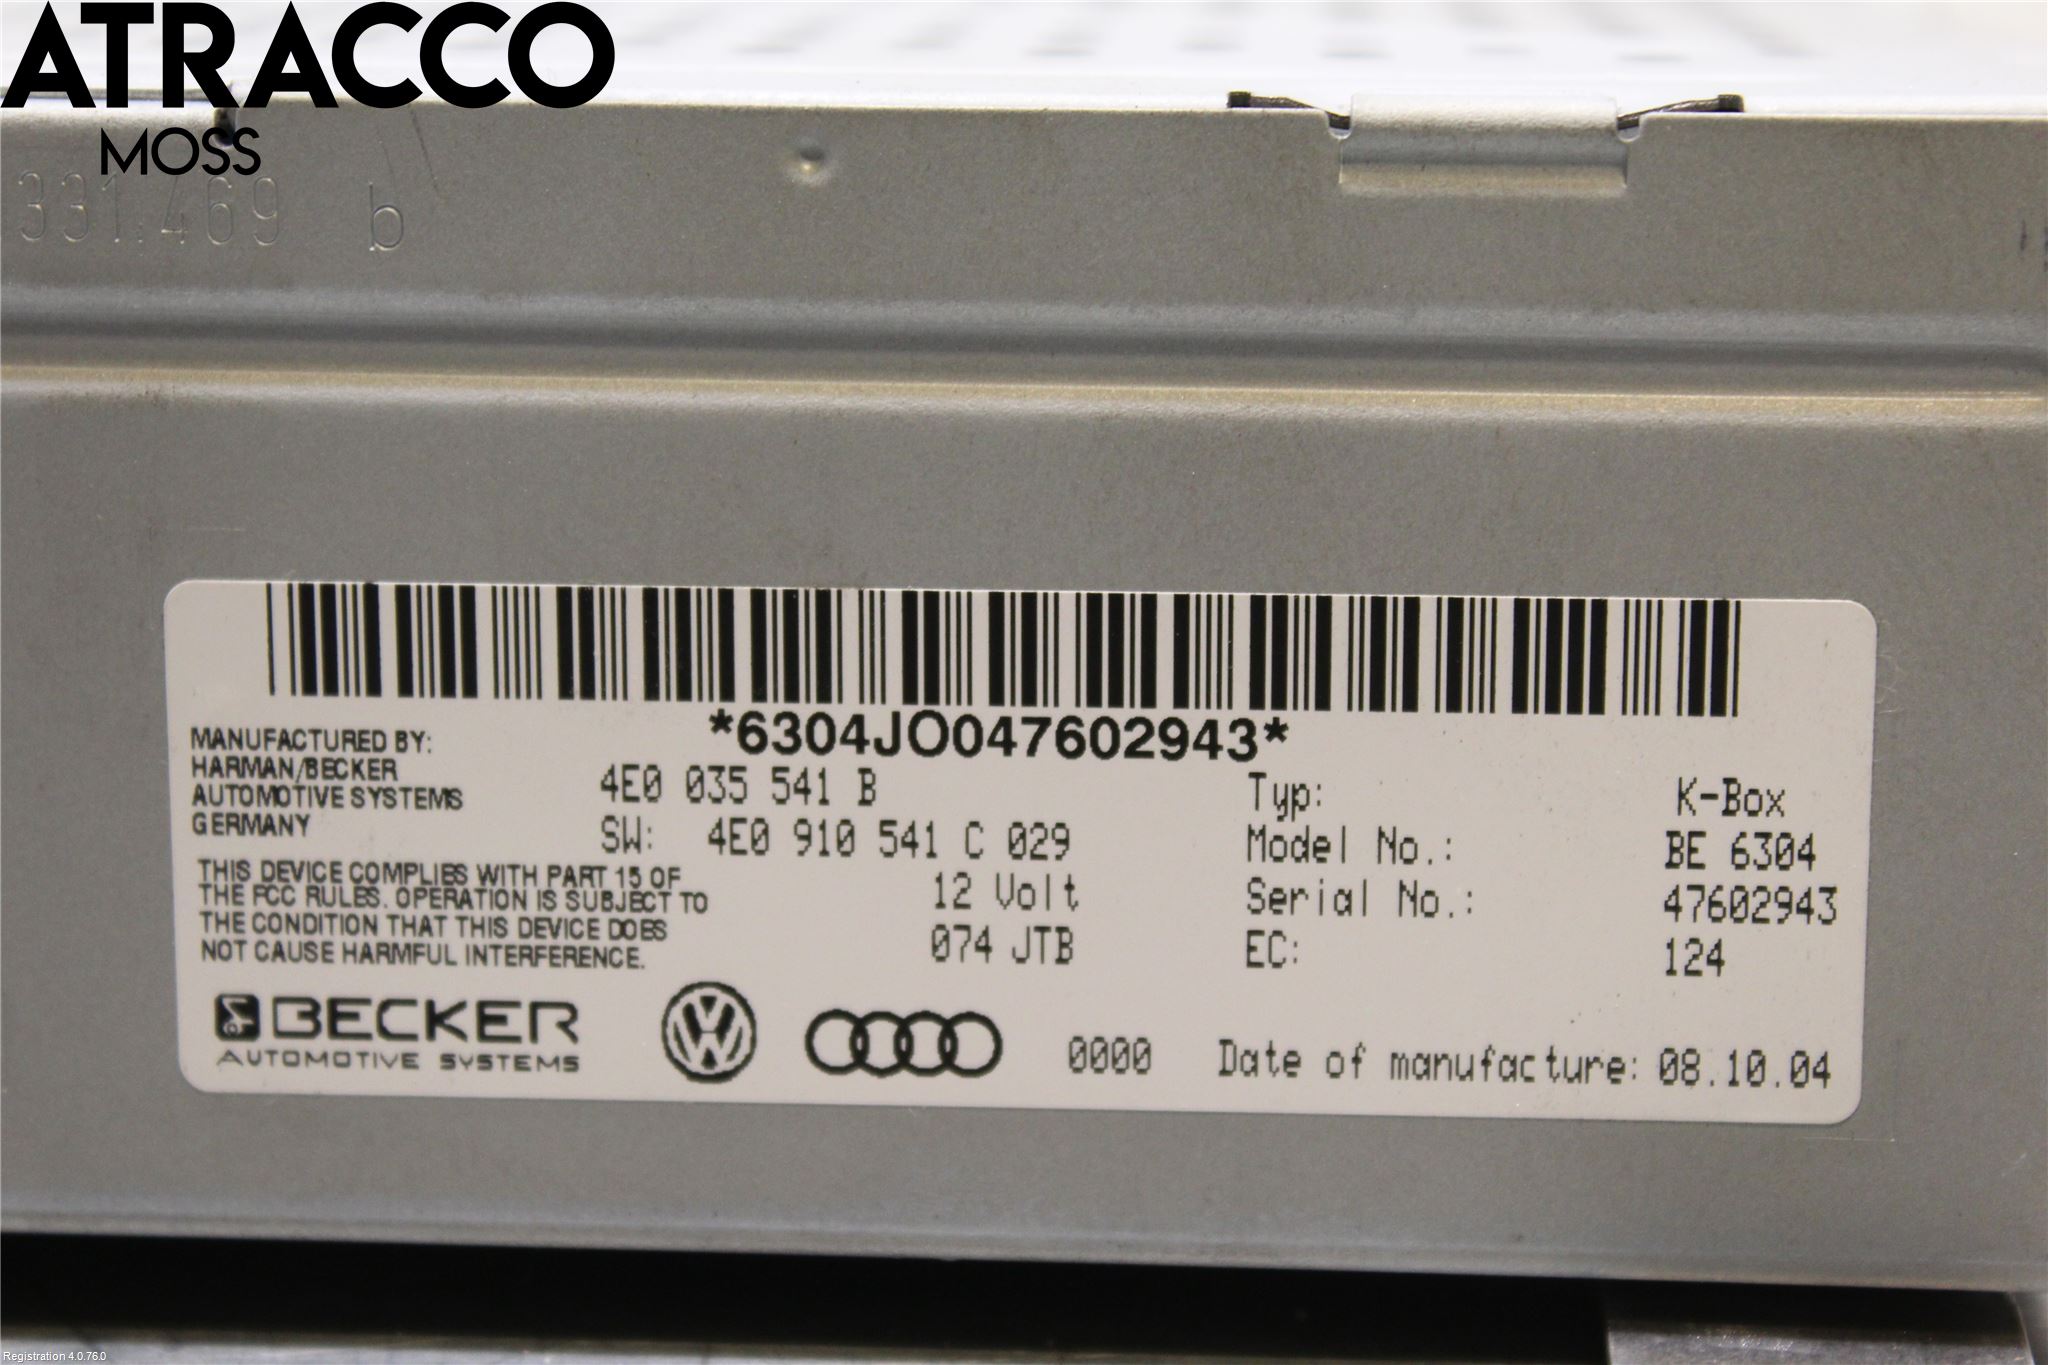 ATRACCO
MOSS
331.469 b
*6304JO047602943*
MANUFACTURED BY:
HARMAN/BECKER
AUTOMOTIVE SYSTEMS
GERMANY
4E0 035 541 B
SW: 4E0 910 541 C 029
12 Volt
074 JTB
Typ: K-Box
Model No.: BE 6304
Serial No.: 47602943
EC: 124
THIS DEVICE COMPLIES WITH PART 15 OF
THE FCC RULES. OPERATION IS SUBJECT TO
THE CONDITION THAT THIS DEVICE DOES
NOT CAUSE HARMFUL INTERFERENCE.
BECKER
AUTOMOTIVE SYSTEMS
0000 Date of manufacture: 08.10.04
Registration 4.0.76.0